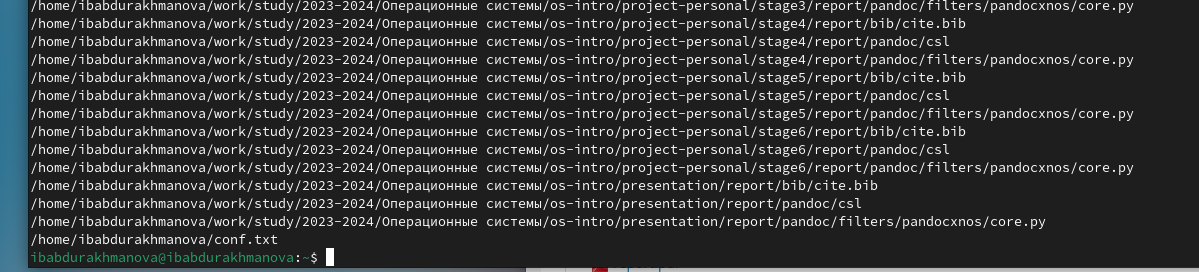 /home/ibabdurakhmanova/work/study/2023-2024/Операционные системы/os-intro/project-personal/stage3/report/pandoc/filters/pandocxnos/core.py
/home/ibabdurakhmanova/work/study/2023-2024/Операционные системы/os-intro/project-personal/stage4/report/bib/cite.bib
/home/ibabdurakhmanova/work/study/2023-2024/Операционные системы/os-intro/project-personal/stage4/report/pandoc/csl
/home/ibabdurakhmanova/work/study/2023-2024/Операционные системы/os-intro/project-personal/stage4/report/pandoc/filters/pandocxnos/core.py
/home/ibabdurakhmanova/work/study/2023-2024/Операционные системы/os-intro/project-personal/stage5/report/bib/cite.bib
/home/ibabdurakhmanova/work/study/2023-2024/Операционные системы/os-intro/project-personal/stage5/report/pandoc/csl
/home/ibabdurakhmanova/work/study/2023-2024/Операционные системы/os-intro/project-personal/stage5/report/pandoc/filters/pandocxnos/core.py
/home/ibabdurakhmanova/work/study/2023-2024/Операционные системы/os-intro/project-personal/stage6/report/bib/cite.bib
/home/ibabdurakhmanova/work/study/2023-2024/Операционные системы/os-intro/project-personal/stage6/report/pandoc/csl
/home/ibabdurakhmanova/work/study/2023-2024/Операционные системы/os-intro/project-personal/stage6/report/pandoc/filters/pandocxnos/core.py
/home/ibabdurakhmanova/work/study/2023-2024/Операционные системы/os-intro/presentation/report/bib/cite.bib
/home/ibabdurakhmanova/work/study/2023-2024/Операционные системы/os-intro/presentation/report/pandoc/csl
/home/ibabdurakhmanova/work/study/2023-2024/Операционные системы/os-intro/presentation/report/pandoc/filters/pandocxnos/core.py
/home/ibabdurakhmanova/conf.txt
ibabdurakhmanova@ibabdurakhmanova:~$